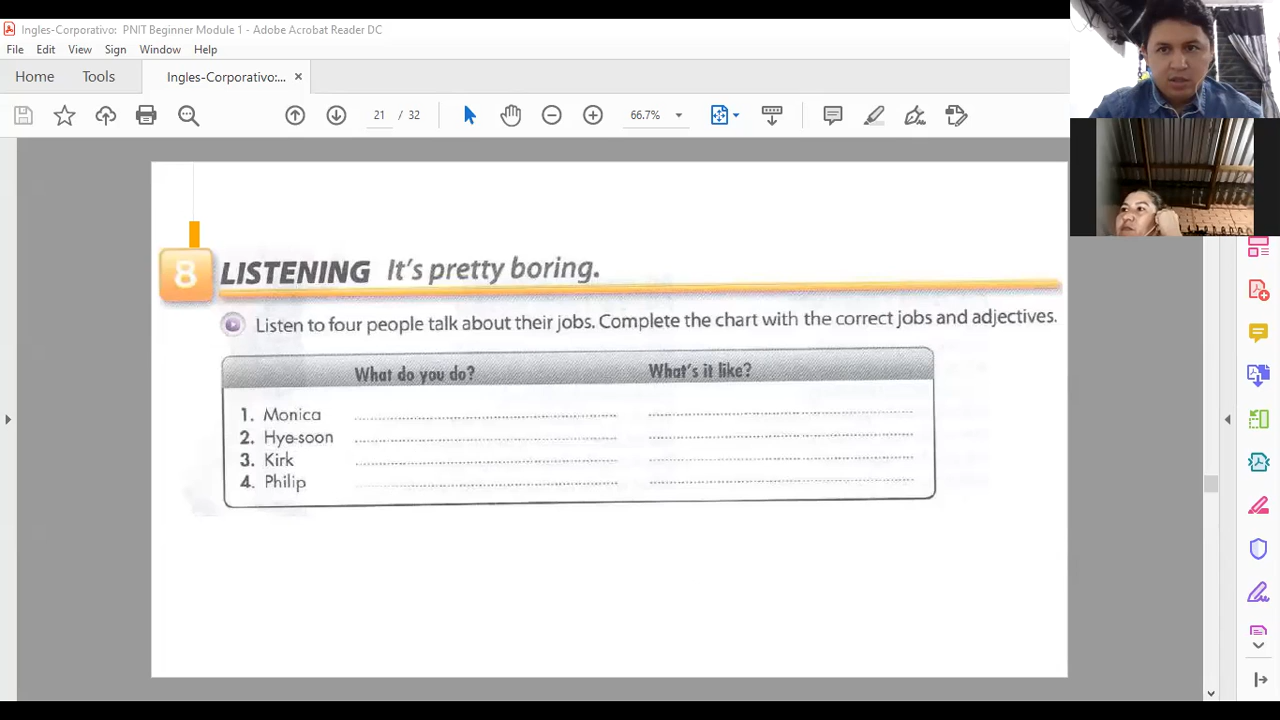 Ingles-Corporativo: PNIT Beginner Module 1 - Adobe Acrobat Reader DC
File Edit View Sign Window Help
Home Tools Ingles-Corporativo:... ×
21 / 32 66.7%
8 LISTENING It's pretty boring.
Listen to four people talk about their jobs. Complete the chart with the correct jobs and adjectives.
What do you do? What's it like?
1. Monica
2. Hye-soon
3. Kirk
4. Philip